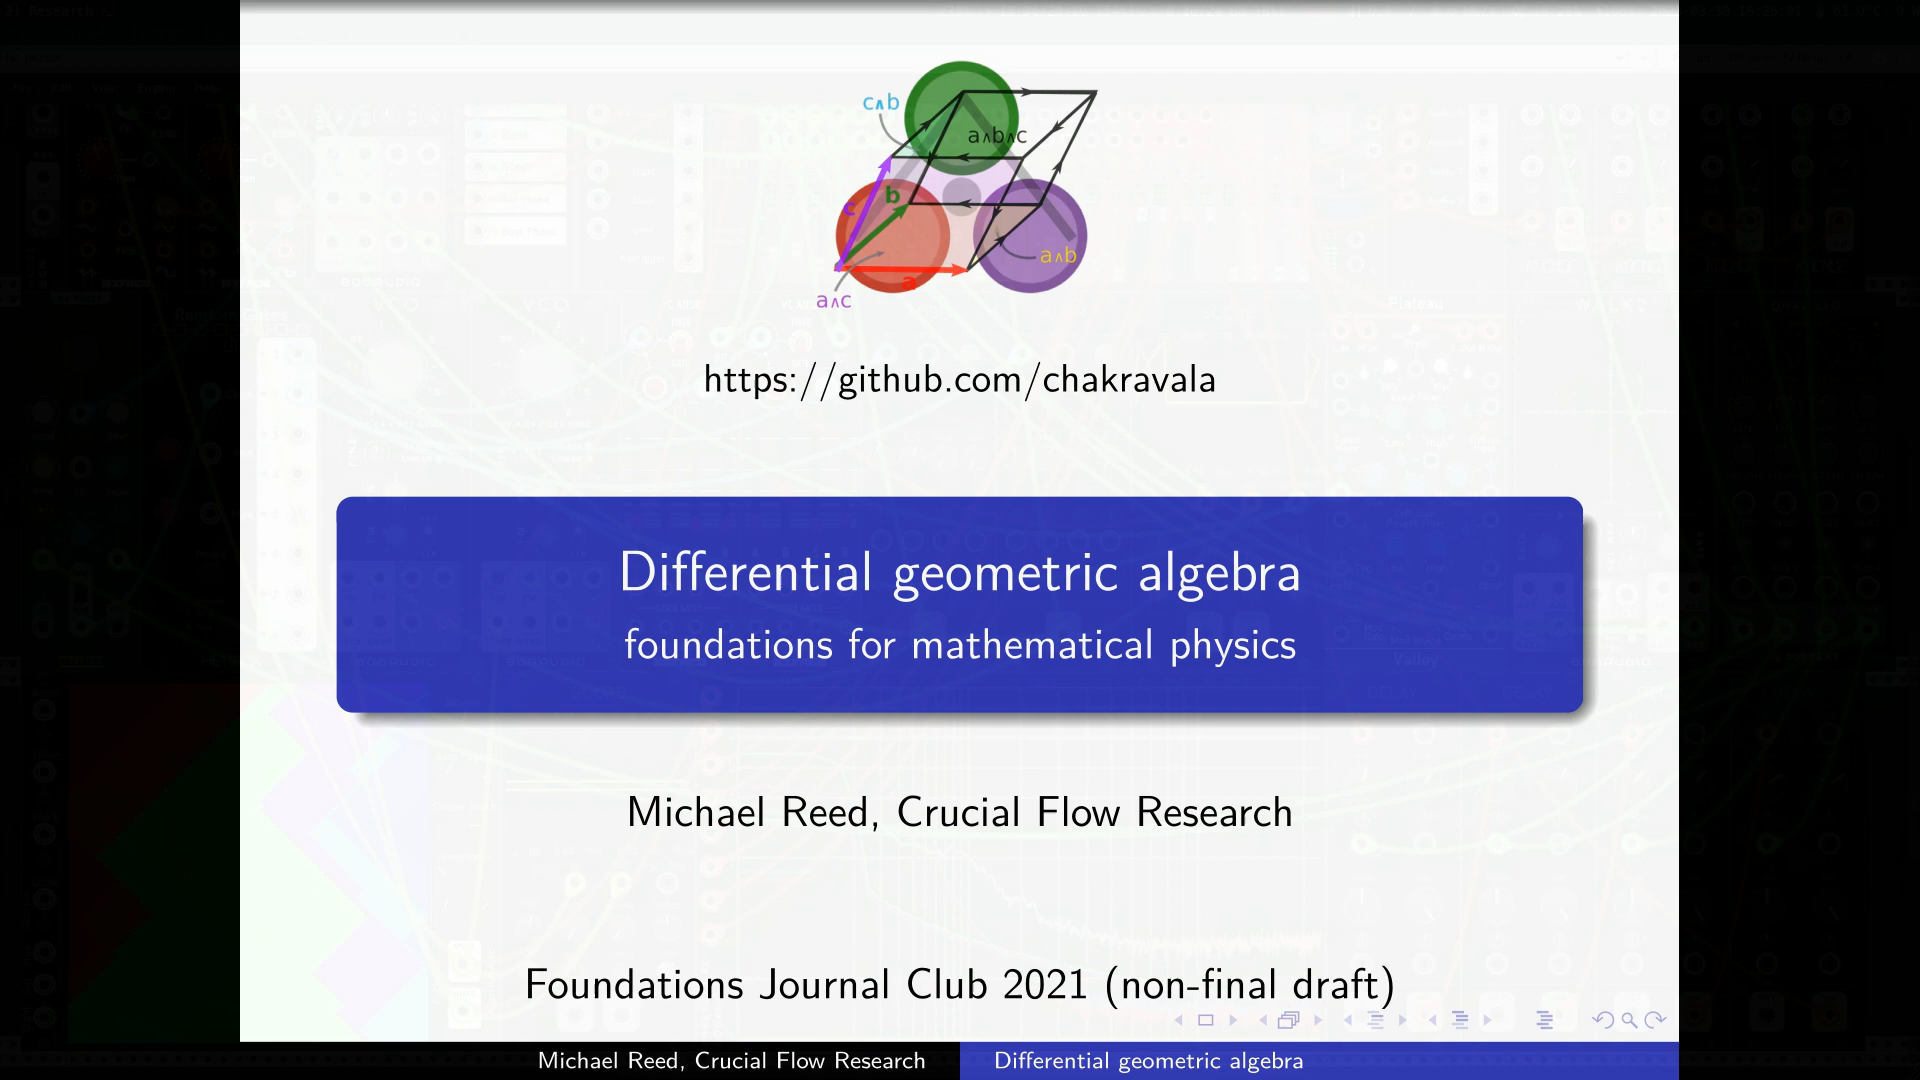 c∧b
a∧b∧c
b
c
a∧b
a
a∧c
https://github.com/chakravala
Differential geometric algebra
foundations for mathematical physics
Michael Reed, Crucial Flow Research
Foundations Journal Club 2021 (non-final draft)
Michael Reed, Crucial Flow Research
Differential geometric algebra